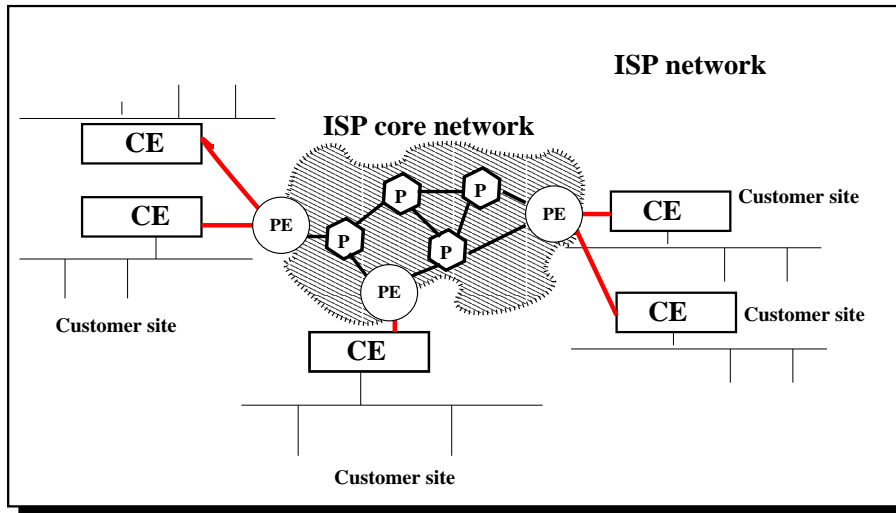 ISP network
ISP core network
CE
CE
PE
P
P
P
P
PE
PE
CE
Customer site
CE
Customer site
Customer site
CE
Customer site